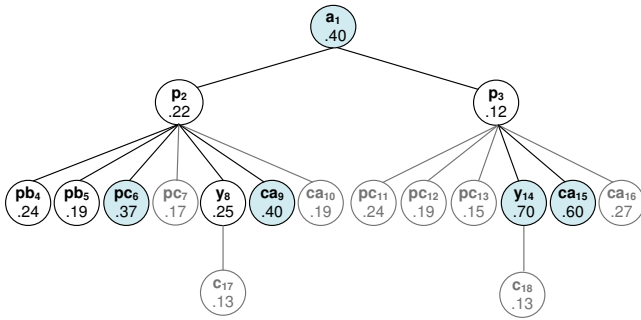 a1
.40
p2
.22
p3
.12
pb4
.24
pb5
.19
pc6
.37
pc7
.17
y8
.25
ca9
.40
ca10
.19
pc11
.24
pc12
.19
pc13
.15
y14
.70
ca15
.60
ca16
.27
c17
.13
c18
.13